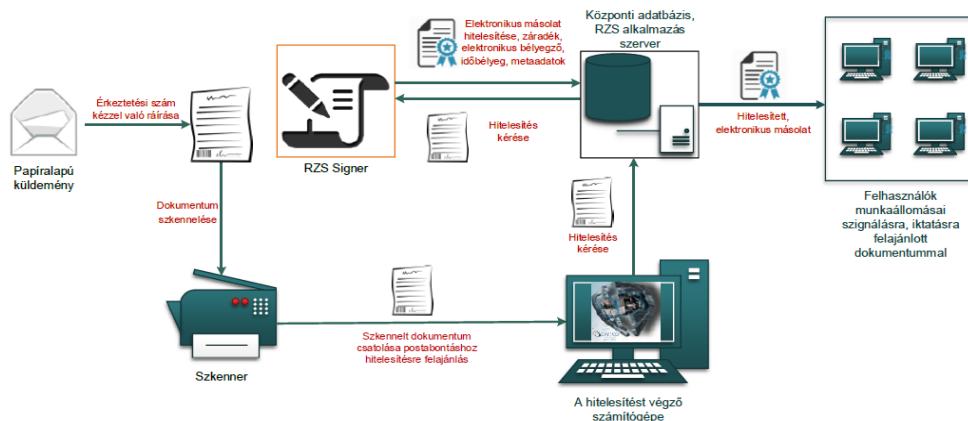 Papíralapú
küldemény
Érkeztetési szám
kézzel való ráírása
Dokumentum
szkennelése
Szkenner
Szkennelt dokumentum
csatolása postabontáshoz
hitelesítésre felajánlás
A hitelesítést végző
számítógépe
Hitelesítés
kérése
Központi adatbázis,
RZS alkalmazás
szerver
Hitelesítés
kérése
RZS Signer
Elektronikus másolat
hitelesítése, záradék,
elektronikus bélyegző,
időbélyeg, metaadatok
Hitelesített,
elektronikus másolat
Felhasználók
munkaállomásai
szignálásra, iktatásra
felajánlott
dokumentummal